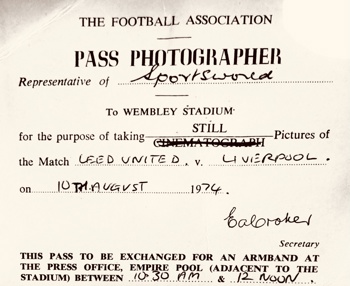 THE FOOTBALL ASSOCIATION
PASS PHOTOGRAPHER
Representative of Sportsworld
To WEMBLEY STADIUM
STILL
for the purpose of taking CINEMATOGRAPH Pictures of
the Match LEED UNITED. v. LIVERPOOL.
on 10TH AUGUST 1974.
Secretary
THIS PASS TO BE EXCHANGED FOR AN ARMBAND AT
THE PRESS OFFICE, EMPIRE POOL (ADJACENT TO THE
STADIUM) BETWEEN 10.30 AM & 12 NOON.